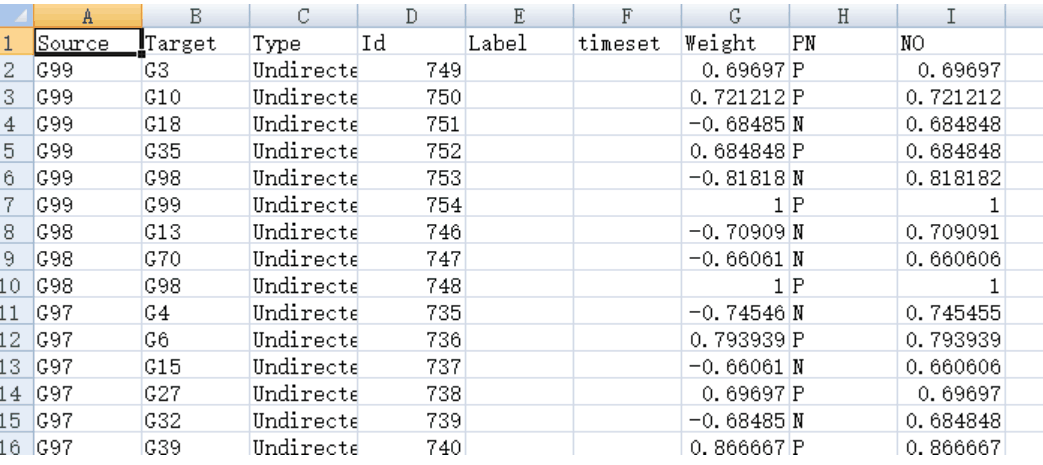 A B C D E F G H I
1 Source Target Type Id Label timeset Weight PN NO
2 G99 G3 Undirecte 749 0.69697 P 0.69697
3 G99 G10 Undirecte 750 0.721212 P 0.721212
4 G99 G18 Undirecte 751 -0.68485 N 0.684848
5 G99 G35 Undirecte 752 0.684848 P 0.684848
6 G99 G98 Undirecte 753 -0.81818 N 0.818182
7 G99 G99 Undirecte 754 1 P 1
8 G98 G13 Undirecte 746 -0.70909 N 0.709091
9 G98 G70 Undirecte 747 -0.66061 N 0.660606
10 G98 G98 Undirecte 748 1 P 1
11 G97 G4 Undirecte 735 -0.74546 N 0.745455
12 G97 G6 Undirecte 736 0.793939 P 0.793939
13 G97 G15 Undirecte 737 -0.66061 N 0.660606
14 G97 G27 Undirecte 738 0.69697 P 0.69697
15 G97 G32 Undirecte 739 -0.68485 N 0.684848
16 G97 G39 Undirecte 740 0.866667 P 0.866667